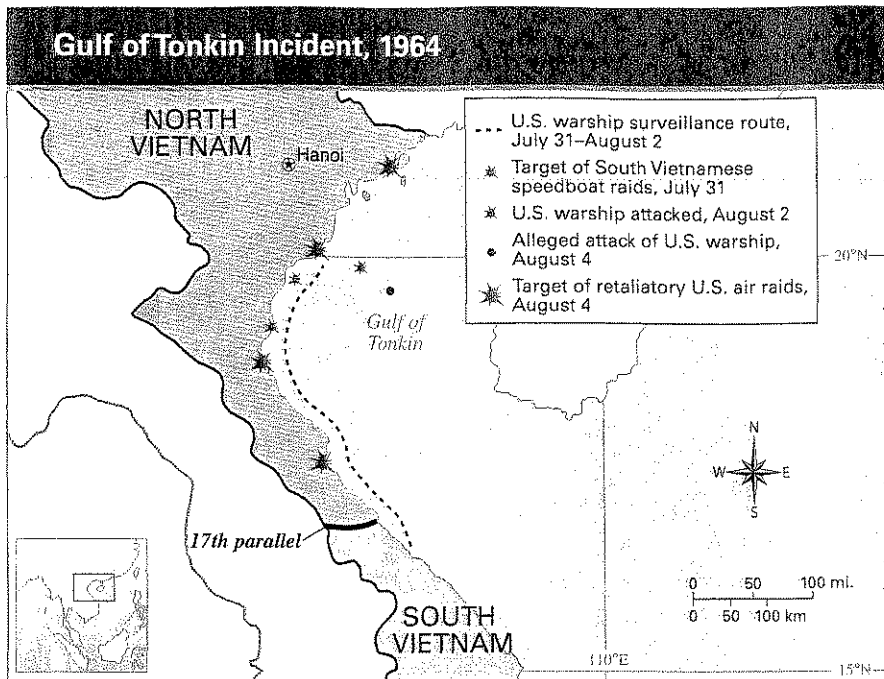 Gulf of Tonkin Incident, 1964
NORTH
VIETNAM
Hanoi
U.S. warship surveillance route,
July 31–August 2
Target of South Vietnamese
speedboat raids, July 31
U.S. warship attacked, August 2
Alleged attack of U.S. warship,
August 4
Target of retaliatory U.S. air raids,
August 4
20°N
Gulf of
Tonkin
N
W E
S
17th parallel
0 50 100 mi.
0 50 100 km
SOUTH
VIETNAM
110°E
15°N